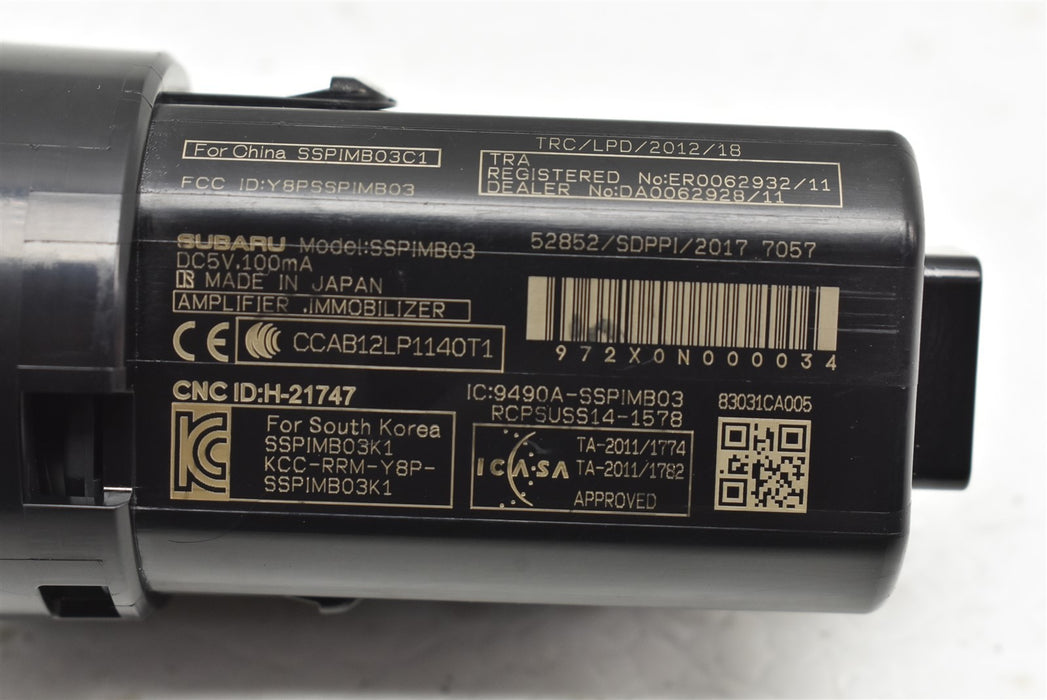 For China SSPIMB03C1
FCC ID:Y8PSSPIMB03
TRC/LPD/2012/18
TRA
REGISTERED No:ER0062932/11
DEALER No:DA0062928/11
SUBARU Model:SSPIMB03
DC5V,100mA
MADE IN JAPAN
AMPLIFIER .IMMOBILIZER
52852/SDPPI/2017 7057
972X0N000034
CE
CCAB12LP1140T1
CNC ID:H-21747
For South Korea
SSPIMB03K1
KCC-RRM-Y8P-
SSPIMB03K1
IC:9490A-SSPIMB03
RCPSUSS14-1578
ICASA
TA-2011/1774
TA-2011/1782
APPROVED
83031CA005